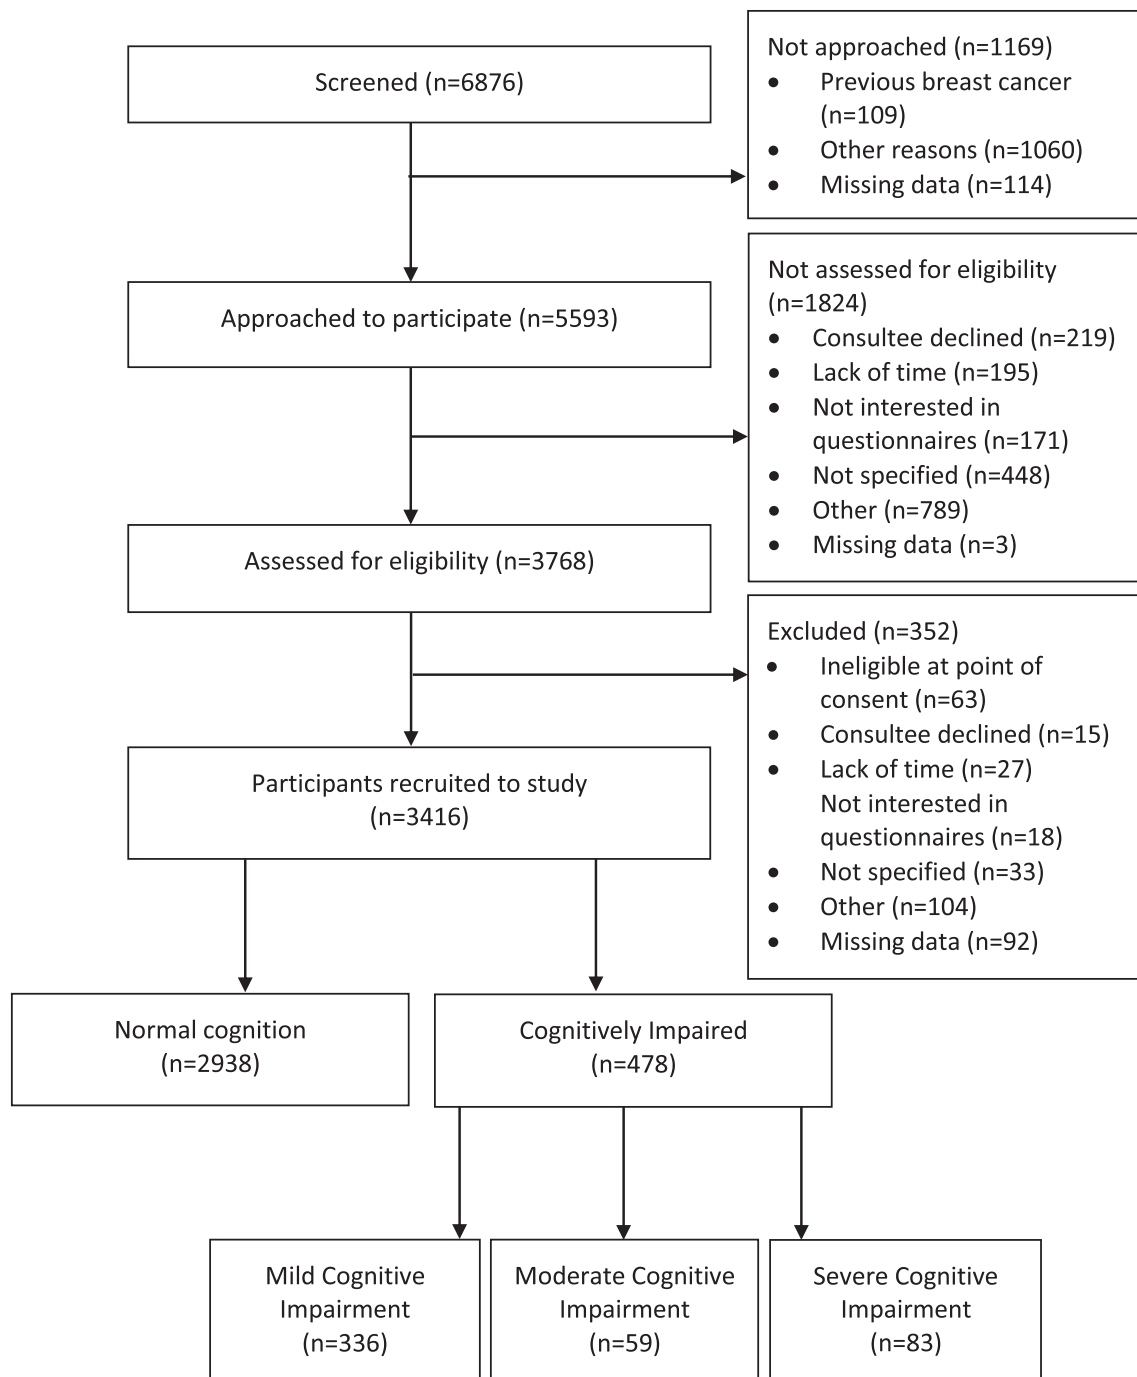 Screened (n=6876)
Not approached (n=1169)
• Previous breast cancer
(n=109)
• Other reasons (n=1060)
• Missing data (n=114)
Approached to participate (n=5593)
Not assessed for eligibility
(n=1824)
• Consultee declined (n=219)
• Lack of time (n=195)
• Not interested in
questionnaires (n=171)
• Not specified (n=448)
• Other (n=789)
• Missing data (n=3)
Assessed for eligibility (n=3768)
Excluded (n=352)
• Ineligible at point of
consent (n=63)
• Consultee declined (n=15)
• Lack of time (n=27)
Not interested in
questionnaires (n=18)
• Not specified (n=33)
• Other (n=104)
• Missing data (n=92)
Participants recruited to study
(n=3416)
Normal cognition
(n=2938)
Cognitively Impaired
(n=478)
Mild Cognitive
Impairment
(n=336)
Moderate Cognitive
Impairment
(n=59)
Severe Cognitive
Impairment
(n=83)